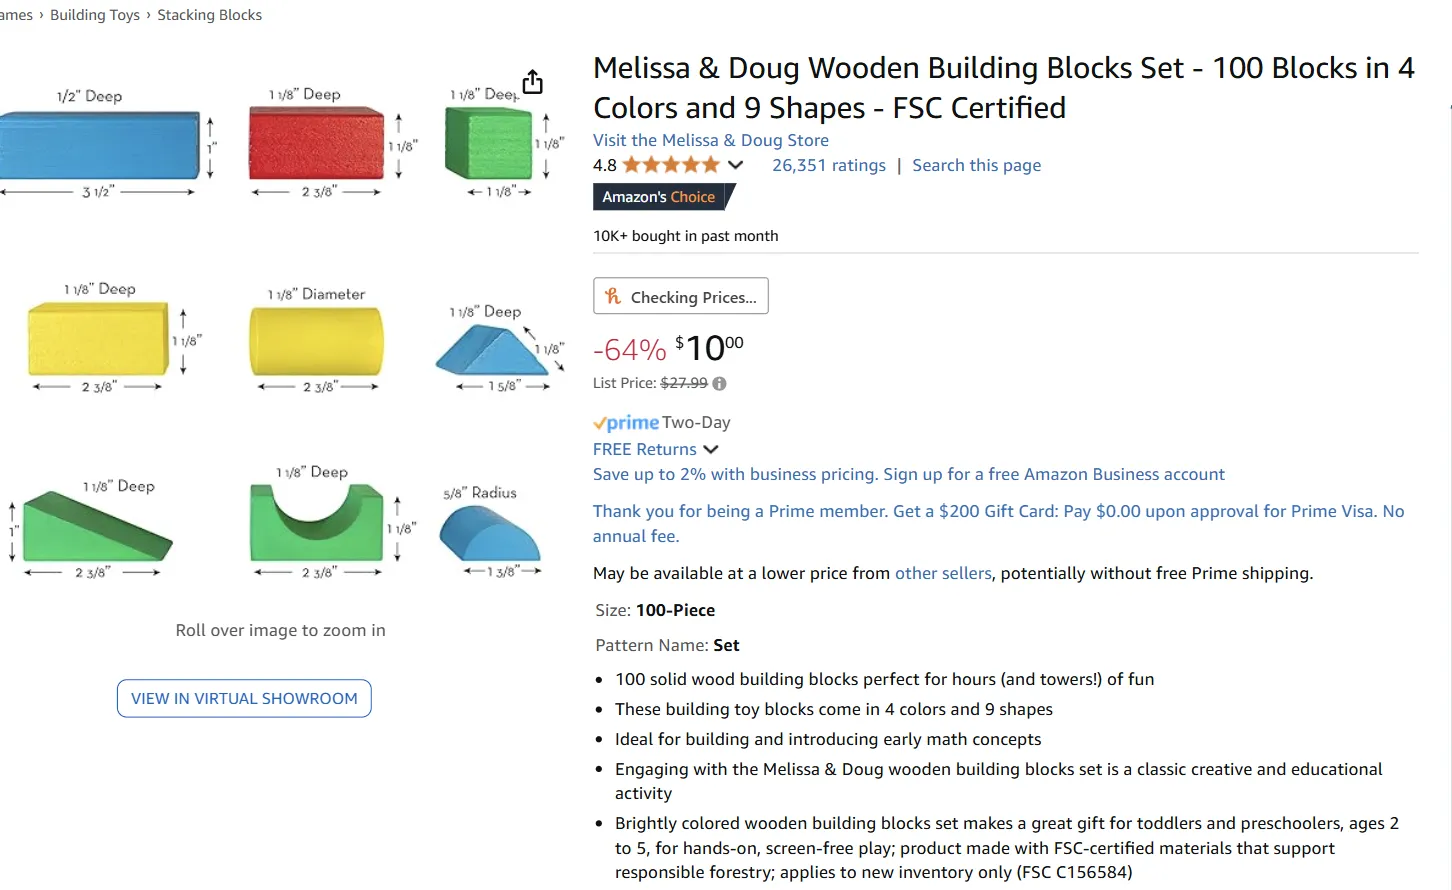 ames › Building Toys › Stacking Blocks
1/2" Deep
1"
3 1/2"
1 1/8" Deep
1 1/8"
2 3/8"
1 1/8" Deep
1 1/8"
1 1/8"
1 1/8" Deep
1 1/8"
2 3/8"
1 1/8" Diameter
2 3/8"
1 1/8" Deep
1 1/8"
1 5/8"
1 1/8" Deep
1"
2 3/8"
1 1/8" Deep
1 1/8"
2 3/8"
5/8" Radius
1 3/8"
Roll over image to zoom in
VIEW IN VIRTUAL SHOWROOM
Melissa & Doug Wooden Building Blocks Set - 100 Blocks in 4
Colors and 9 Shapes - FSC Certified
Visit the Melissa & Doug Store
4.8 26,351 ratings | Search this page
Amazon's Choice
10K+ bought in past month
Checking Prices...
-64% $1000
List Price: $27.99
prime Two-Day
FREE Returns
Save up to 2% with business pricing. Sign up for a free Amazon Business account
Thank you for being a Prime member. Get a $200 Gift Card: Pay $0.00 upon approval for Prime Visa. No
annual fee.
May be available at a lower price from other sellers, potentially without free Prime shipping.
Size: 100-Piece
Pattern Name: Set
• 100 solid wood building blocks perfect for hours (and towers!) of fun
• These building toy blocks come in 4 colors and 9 shapes
• Ideal for building and introducing early math concepts
• Engaging with the Melissa & Doug wooden building blocks set is a classic creative and educational
activity
• Brightly colored wooden building blocks set makes a great gift for toddlers and preschoolers, ages 2
to 5, for hands-on, screen-free play; product made with FSC-certified materials that support
responsible forestry; applies to new inventory only (FSC C156584)